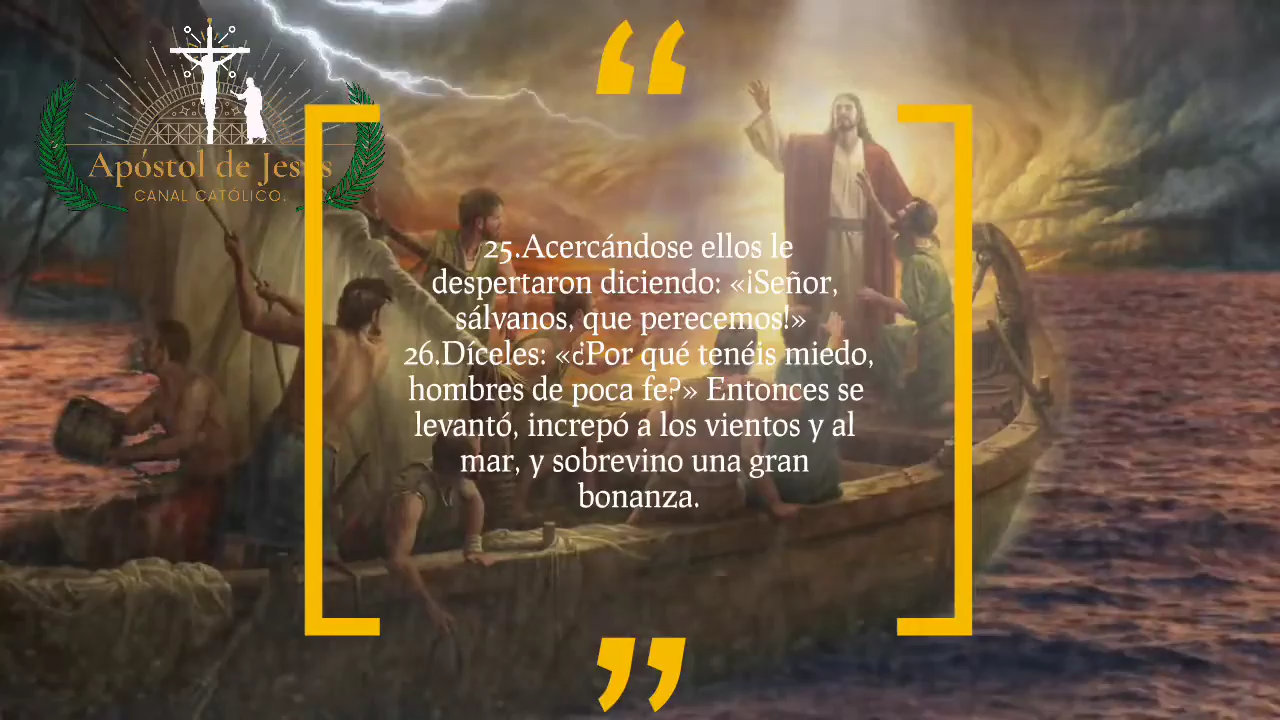 Apóstol de Jesús
CANAL CATÓLICO.
25.Acercándose ellos le
despertaron diciendo: «¡Señor,
sálvanos, que perecemos!»
26.Díceles: «¿Por qué tenéis miedo,
hombres de poca fe?» Entonces se
levantó, increpó a los vientos y al
mar, y sobrevino una gran
bonanza.